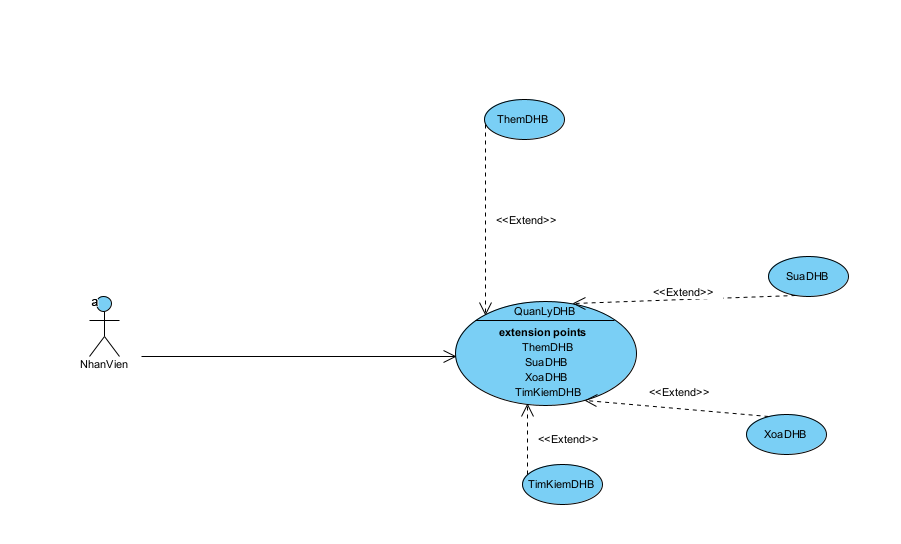 ThemDHB
<<Extend>>
SuaDHB
<<Extend>>
a
QuanLyDHB
extension points
ThemDHB
SuaDHB
XoaDHB
TimKiemDHB
NhanVien
<<Extend>>
XoaDHB
<<Extend>>
TimKiemDHB